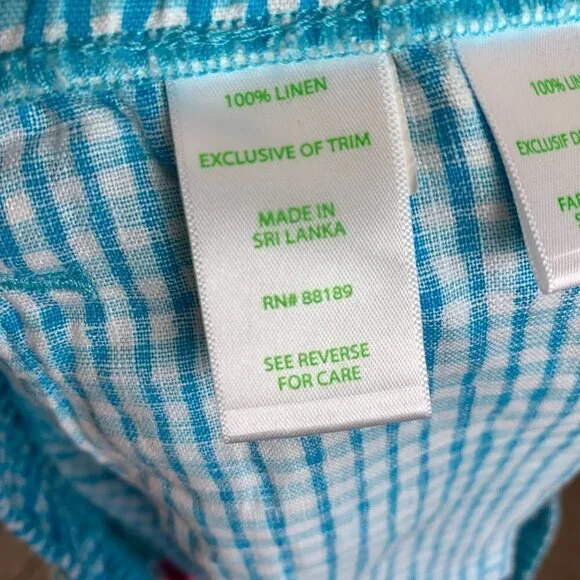 100% LINEN
EXCLUSIVE OF TRIM
MADE IN
SRI LANKA
RN# 88189
SEE REVERSE
FOR CARE
100%
EXCLUSIF